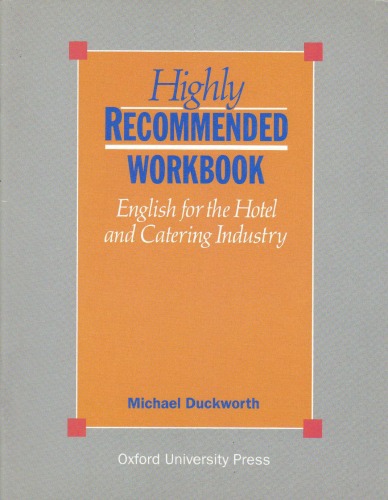 Highly
RECOMMENDED
WORKBOOK
English for the Hotel
and Catering Industry
Michael Duckworth
Oxford University Press